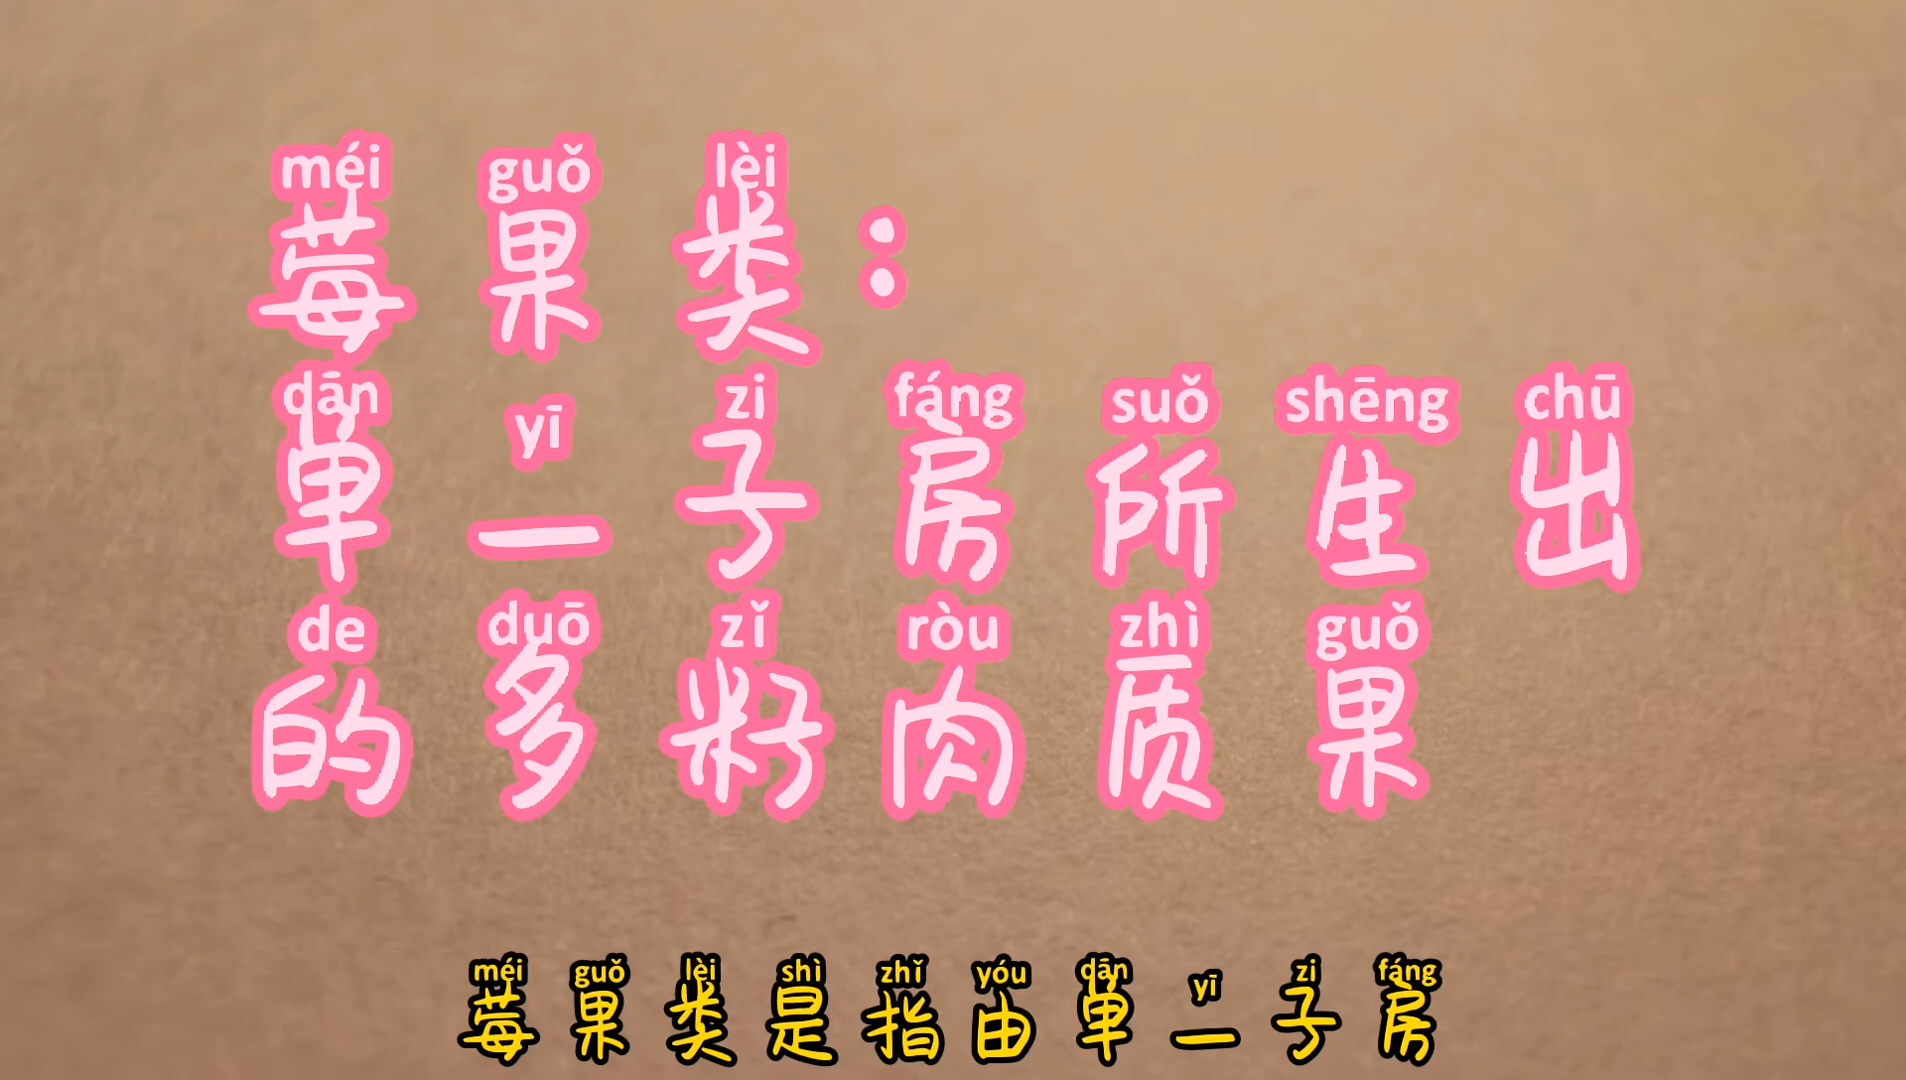 méi guǒ lèi
莓果类：
dān yī zi fáng suǒ shēng chū
单一子房所生出
de duō zǐ ròu zhì guǒ
的多籽肉质果
méi guǒ lèi shì zhǐ yóu dān yī zi fáng
莓果类是指由单一子房